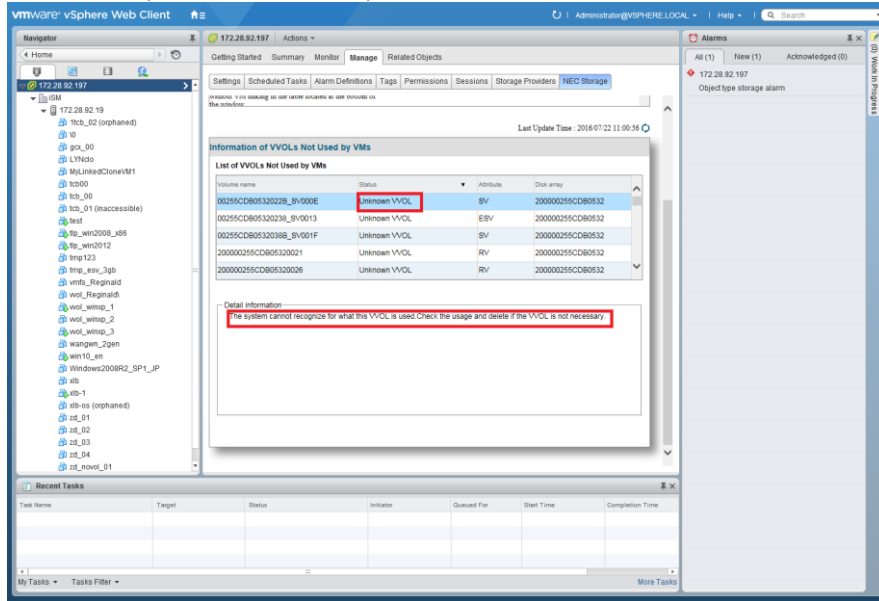 vmware® vSphere Web Client
Administrator@VSPHERE.LOCAL
Help
Search
Navigator
Home
172.28.92.197
iSM
172.28.92.19
1tcb_02 (orphaned)
\0
gcx_00
LYNclo
MyLinkedCloneVM1
tcb00
tcb_00
tcb_01 (inaccessible)
test
tlp_win2008_x86
tlp_win2012
tmp123
tmp_esv_3gb
vmfs_Reginald
wol_Reginald\
wol_winxp_1
wol_winxp_2
wol_winxp_3
wangwn_2gen
win10_en
Windows2008R2_SP1_JP
xlb
xlb-1
xlb-os (orphaned)
zd_01
zd_02
zd_03
zd_04
zd_novol_01
172.28.92.197 Actions
Getting Started Summary Monitor Manage Related Objects
Settings Scheduled Tasks Alarm Definitions Tags Permissions Sessions Storage Providers NEC Storage
the window.
Last Update Time : 2016/07/22 11:00:56
Information of VVOLs Not Used by VMs
List of VVOLs Not Used by VMs
Volume name Status Attribute Disk array
00255CDB0532022B_SV000E Unknown VVOL SV 200000255CDB0532
00255CDB05320238_SV0013 Unknown VVOL ESV 200000255CDB0532
00255CDB0532038B_SV001F Unknown VVOL SV 200000255CDB0532
200000255CDB05320021 Unknown VVOL RV 200000255CDB0532
200000255CDB05320026 Unknown VVOL RV 200000255CDB0532
Detail information
The system cannot recognize for what this VVOL is used.Check the usage and delete if the VVOL is not necessary.
Alarms
All (1) New (1) Acknowledged (0)
172.28.92.197
Object type storage alarm
(0) Work In Progress
Recent Tasks
Task Name Target Status Initiator Queued For Start Time Completion Time
My Tasks Tasks Filter More Tasks